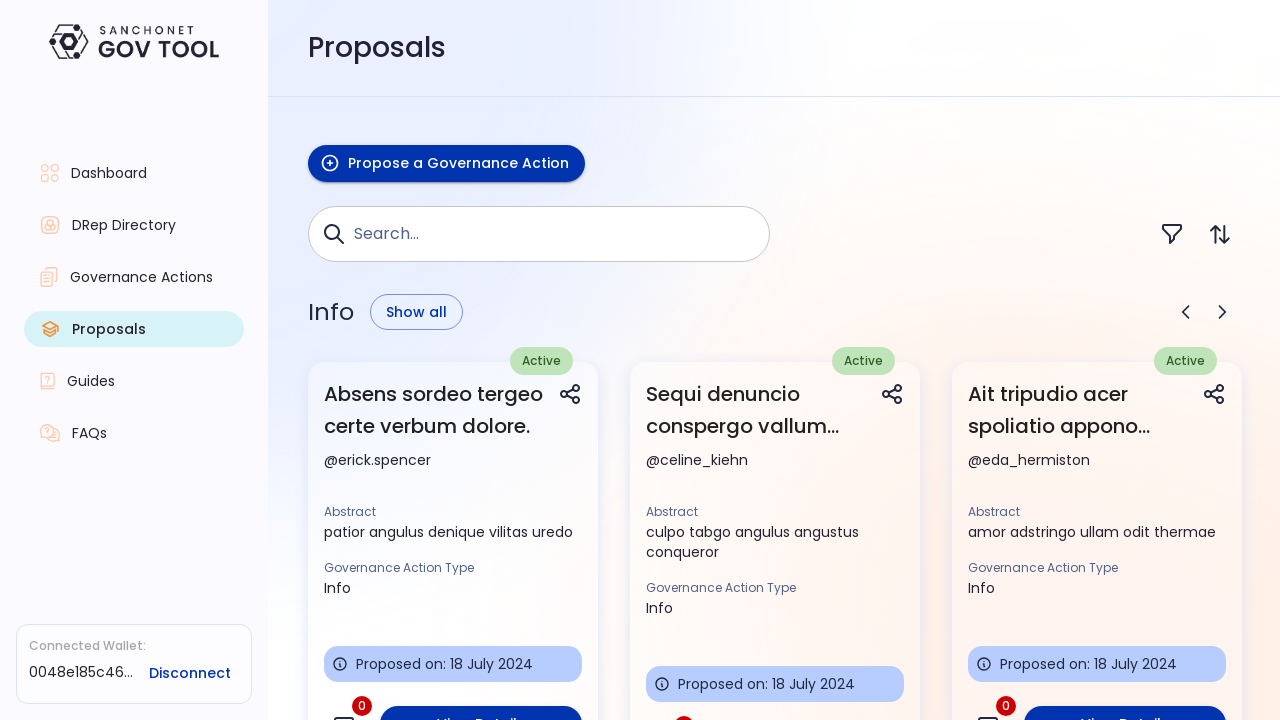 SANCHONET
GOV TOOL
Dashboard
DRep Directory
Governance Actions
Proposals
Guides
FAQs
Connected Wallet:
0048e185c46...
Disconnect
Proposals
Propose a Governance Action
Search...
Info
Show all
Active
Absens sordeo tergeo
certe verbum dolore.
@erick.spencer
Abstract
patior angulus denique vilitas uredo
Governance Action Type
Info
Proposed on: 18 July 2024
0
Active
Sequi denuncio
conspergo vallum...
@celine_kiehn
Abstract
culpo tabgo angulus angustus
conqueror
Governance Action Type
Info
Proposed on: 18 July 2024
Active
Ait tripudio acer
spoliatio appono...
@eda_hermiston
Abstract
amor adstringo ullam odit thermae
Governance Action Type
Info
Proposed on: 18 July 2024
0